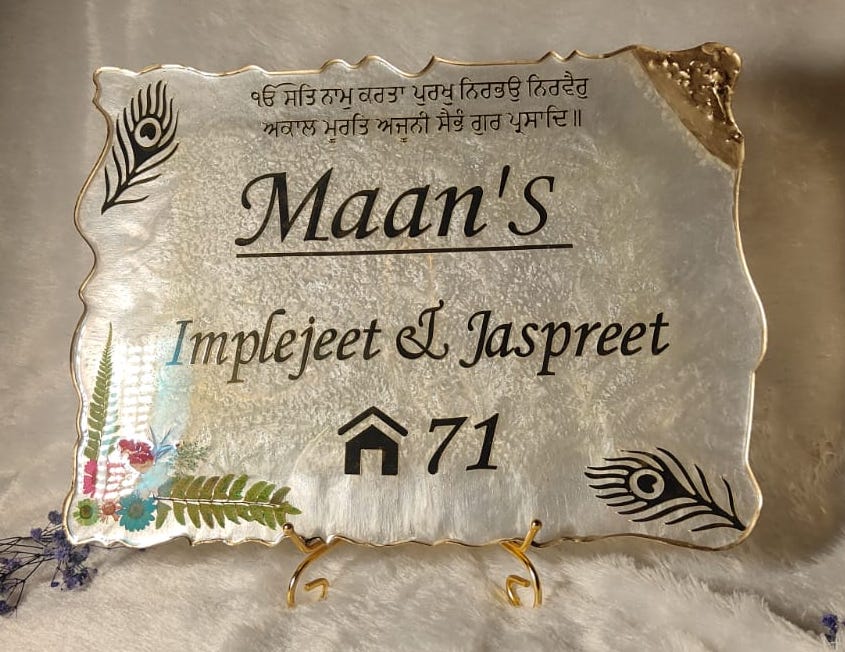 ੴ ਸਤਿ ਨਾਮੁ ਕਰਤਾ ਪੁਰਖੁ ਨਿਰਭਉ ਨਿਰਵੈਰੁ
ਅਕਾਲ ਮੂਰਤਿ ਅਜੂਨੀ ਸੈਭੰ ਗੁਰ ਪ੍ਰਸਾਦਿ॥
Maan's
Implejeet & Jaspreet
71